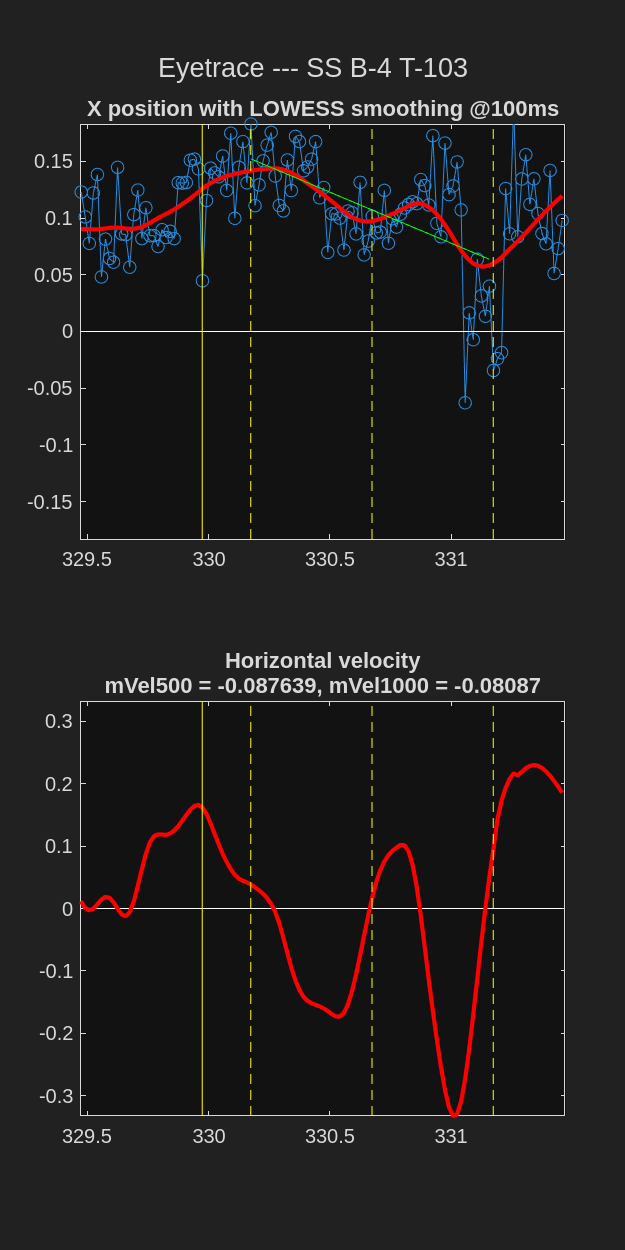 Eyetrace --- SS B-4 T-103
X position with LOWESS smoothing @100ms
0.15
0.1
0.05
0
-0.05
-0.1
-0.15
329.5 330 330.5 331
Horizontal velocity
mVel500 = -0.087639, mVel1000 = -0.08087
0.3
0.2
0.1
0
-0.1
-0.2
-0.3
329.5 330 330.5 331